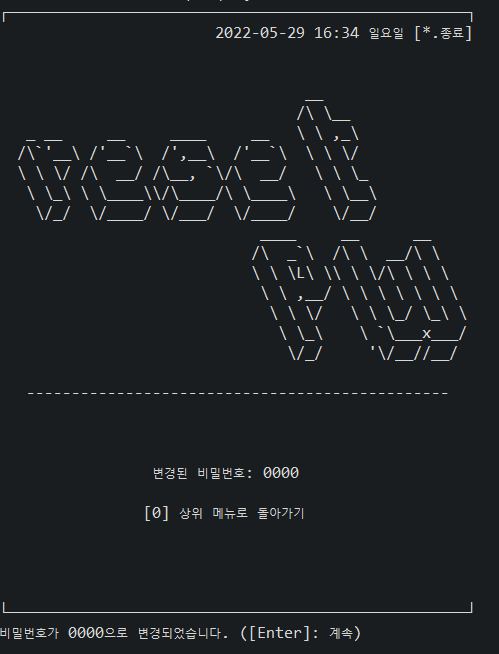 2022-05-29 16:34 일요일 [*.종료]
reset
PW
변경된 비밀번호: 0000
[0] 상위 메뉴로 돌아가기
비밀번호가 0000으로 변경되었습니다. ([Enter]: 계속)